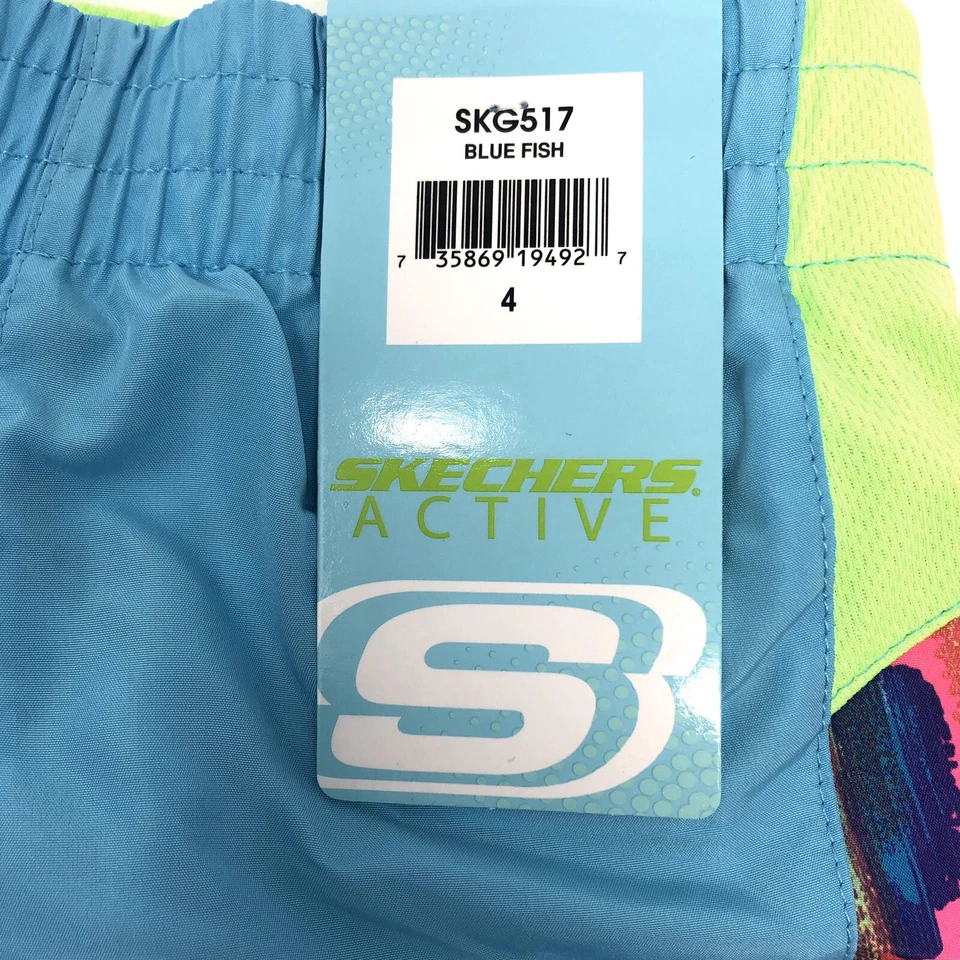 SKG517
BLUE FISH
7 35869 19492 7
4
SKECHERS.
ACTIVE
S